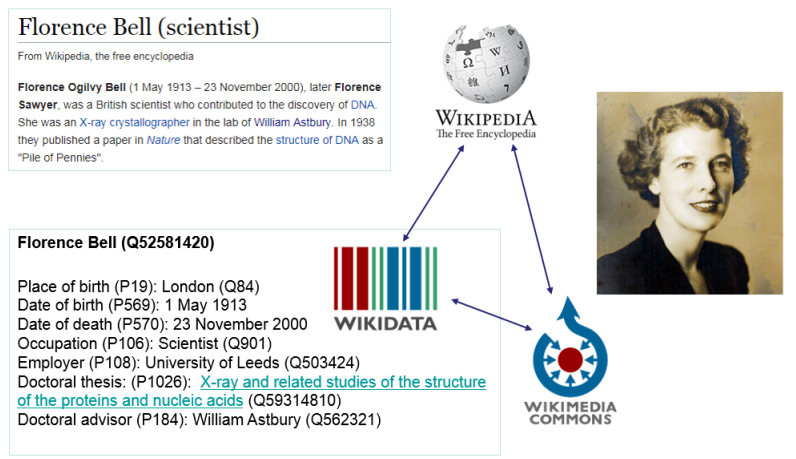 Florence Bell (scientist)
From Wikipedia, the free encyclopedia
Florence Ogilvy Bell (1 May 1913 – 23 November 2000), later Florence
Sawyer, was a British scientist who contributed to the discovery of DNA.
She was an X-ray crystallographer in the lab of William Astbury. In 1938
they published a paper in Nature that described the structure of DNA as a
"Pile of Pennies".
Ω
W
И
WIKIPEDIA
The Free Encyclopedia
Florence Bell (Q52581420)
Place of birth (P19): London (Q84)
Date of birth (P569): 1 May 1913
Date of death (P570): 23 November 2000
Occupation (P106): Scientist (Q901)
Employer (P108): University of Leeds (Q503424)
Doctoral thesis: (P1026): X-ray and related studies of the structure
of the proteins and nucleic acids (Q59314810)
Doctoral advisor (P184): William Astbury (Q562321)
WIKIDATA
WIKIMEDIA
COMMONS